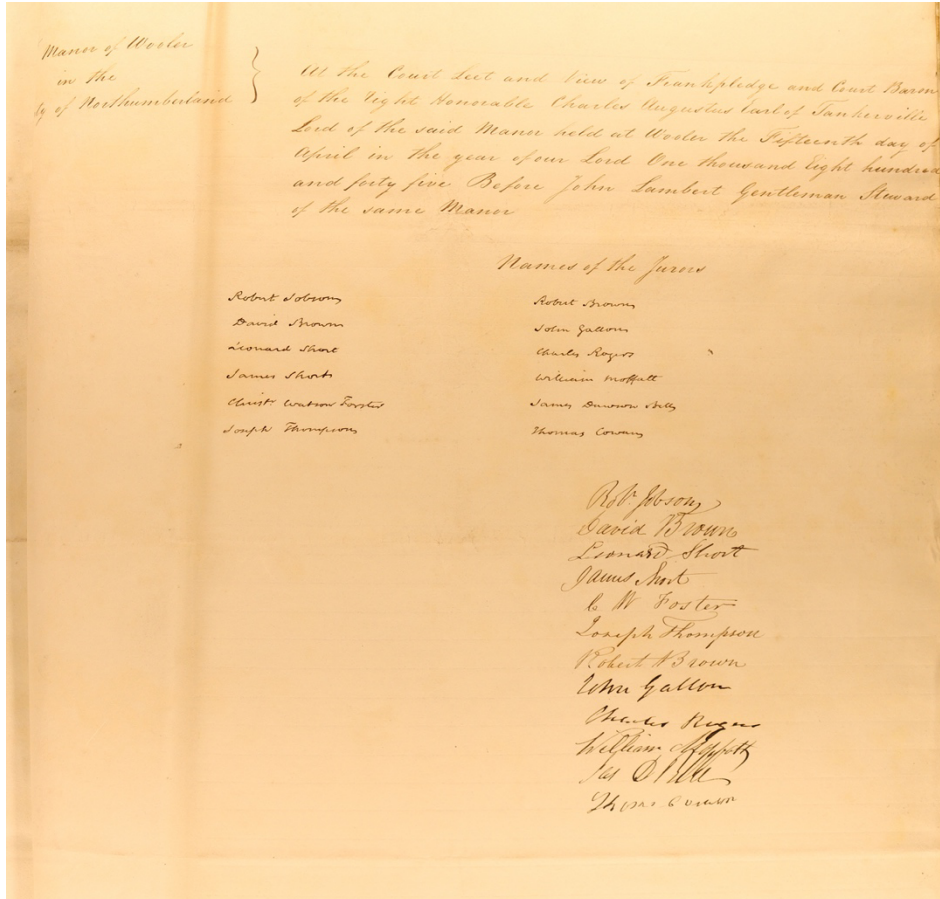 Manor of Wooler
in the
Cy of Northumberland
At the Court Leet and View of Frankpledge and Court Baron
of the Right Honorable Charles Augustus Earl of Tankerville
Lord of the said Manor held at Wooler the Fifteenth day of
April in the year of our Lord One thousand Eight hundred
and forty five Before John Lambert Gentleman Steward
of the same Manor
Names of the Jurors
Robert Jobson
David Brown
Leonard Short
James Short
Christ. Watson Forster
Joseph Thompson
Robert Brown
John Gallon
Charles Rogers
William Moffatt
James Bell
Thomas Cowan
Robt. Jobson
David Brown
Leonard Short
James Short
C W Foster
Joseph Thompson
Robert Brown
John Gallon
Charles Rogers
William Moffatt
Jas D Bell
Thomas Cowan